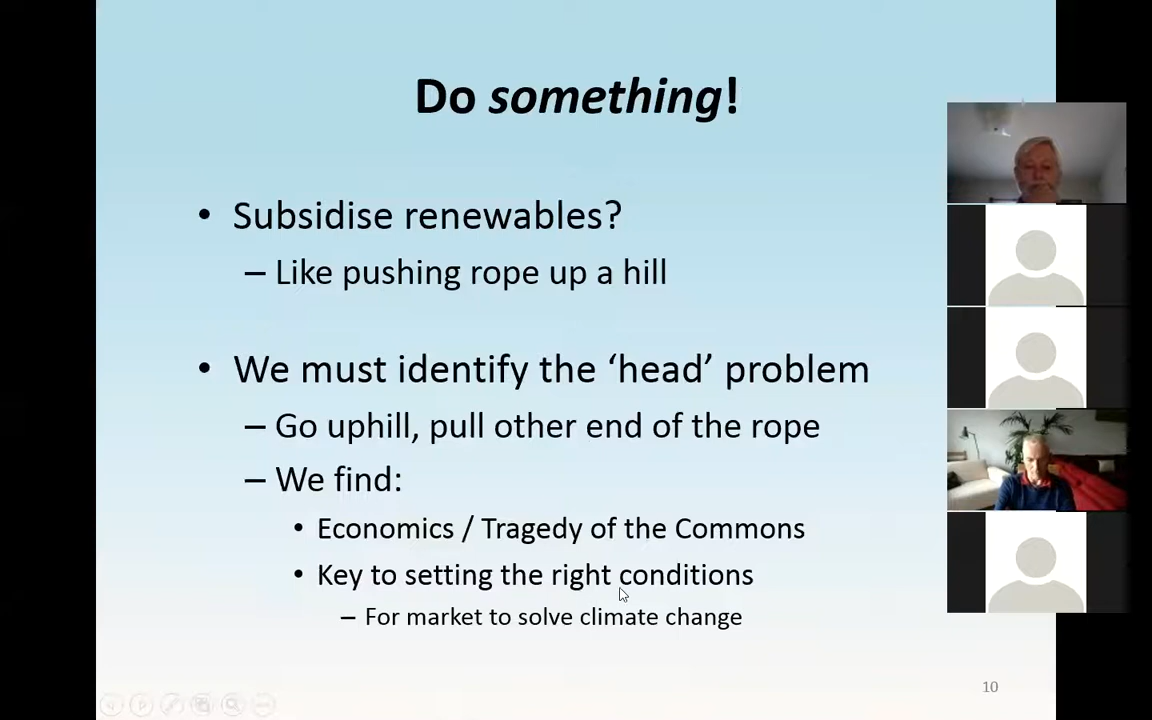 Do something!
• Subsidise renewables?
– Like pushing rope up a hill
• We must identify the ‘head’ problem
– Go uphill, pull other end of the rope
– We find:
• Economics / Tragedy of the Commons
• Key to setting the right conditions
– For market to solve climate change
10